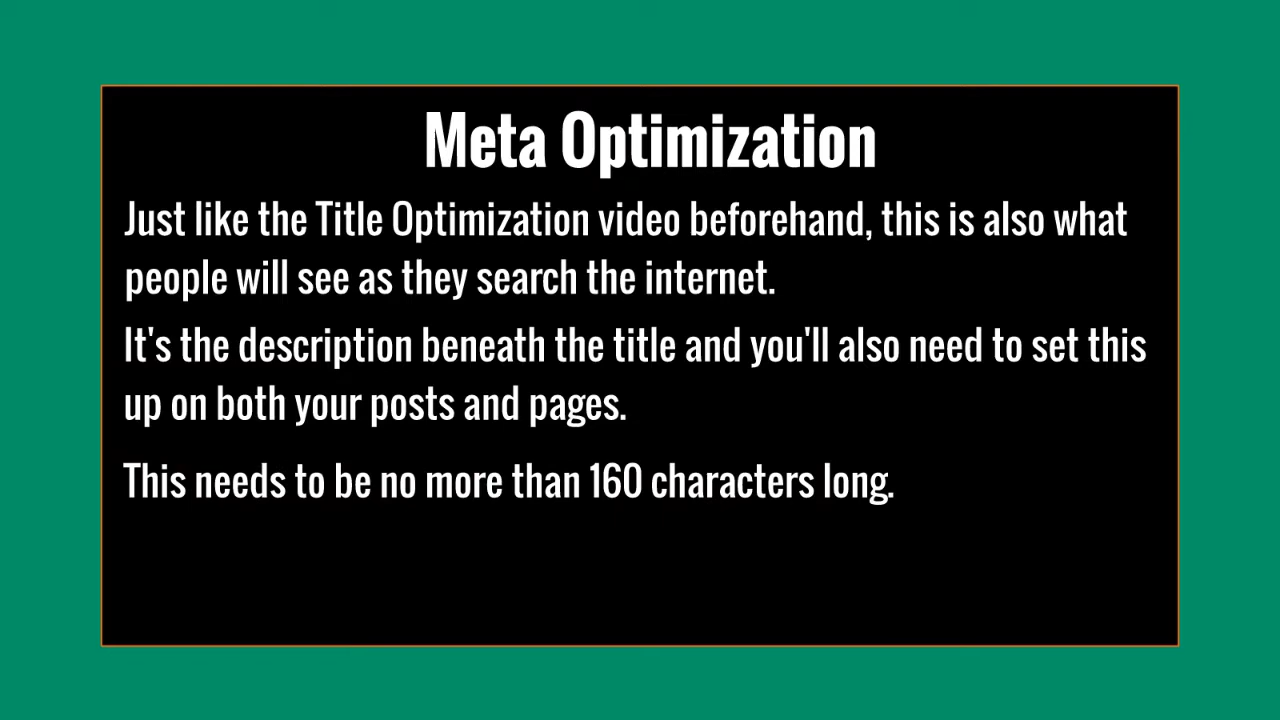 Meta Optimization
Just like the Title Optimization video beforehand, this is also what
people will see as they search the internet.
It's the description beneath the title and you'll also need to set this
up on both your posts and pages.
This needs to be no more than 160 characters long.